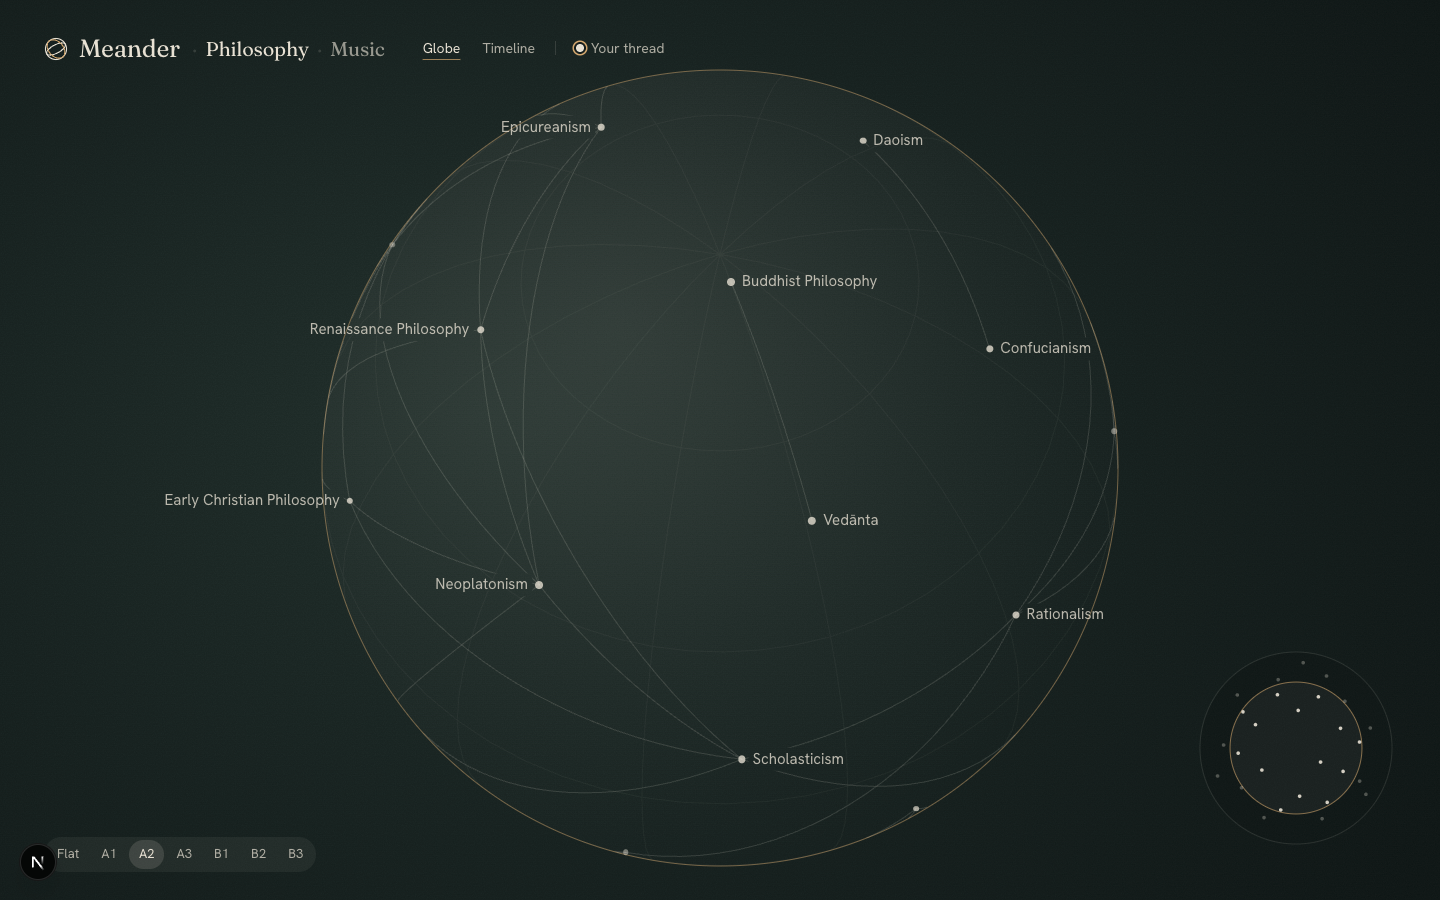 Meander · Philosophy · Music Globe Timeline Your thread
Epicureanism
Daoism
Buddhist Philosophy
Renaissance Philosophy
Confucianism
Early Christian Philosophy
Vedānta
Neoplatonism
Rationalism
Scholasticism
N Flat A1 A2 A3 B1 B2 B3